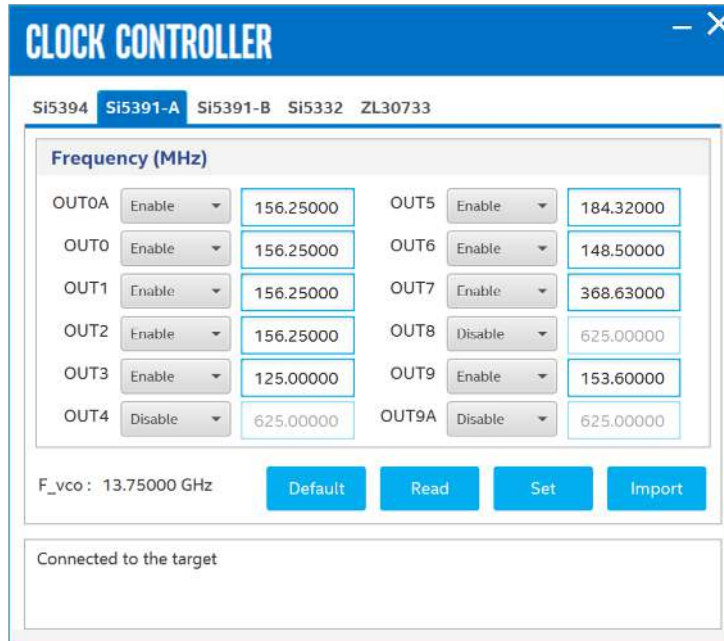 CLOCK CONTROLLER
Si5394 Si5391-A Si5391-B Si5332 ZL30733
Frequency (MHz)
OUT0A Enable 156.25000 OUT5 Enable 184.32000
OUT0 Enable 156.25000 OUT6 Enable 148.50000
OUT1 Enable 156.25000 OUT7 Enable 368.63000
OUT2 Enable 156.25000 OUT8 Disable 625.00000
OUT3 Enable 125.00000 OUT9 Enable 153.60000
OUT4 Disable 625.00000 OUT9A Disable 625.00000
F_vco : 13.75000 GHz Default Read Set Import
Connected to the target